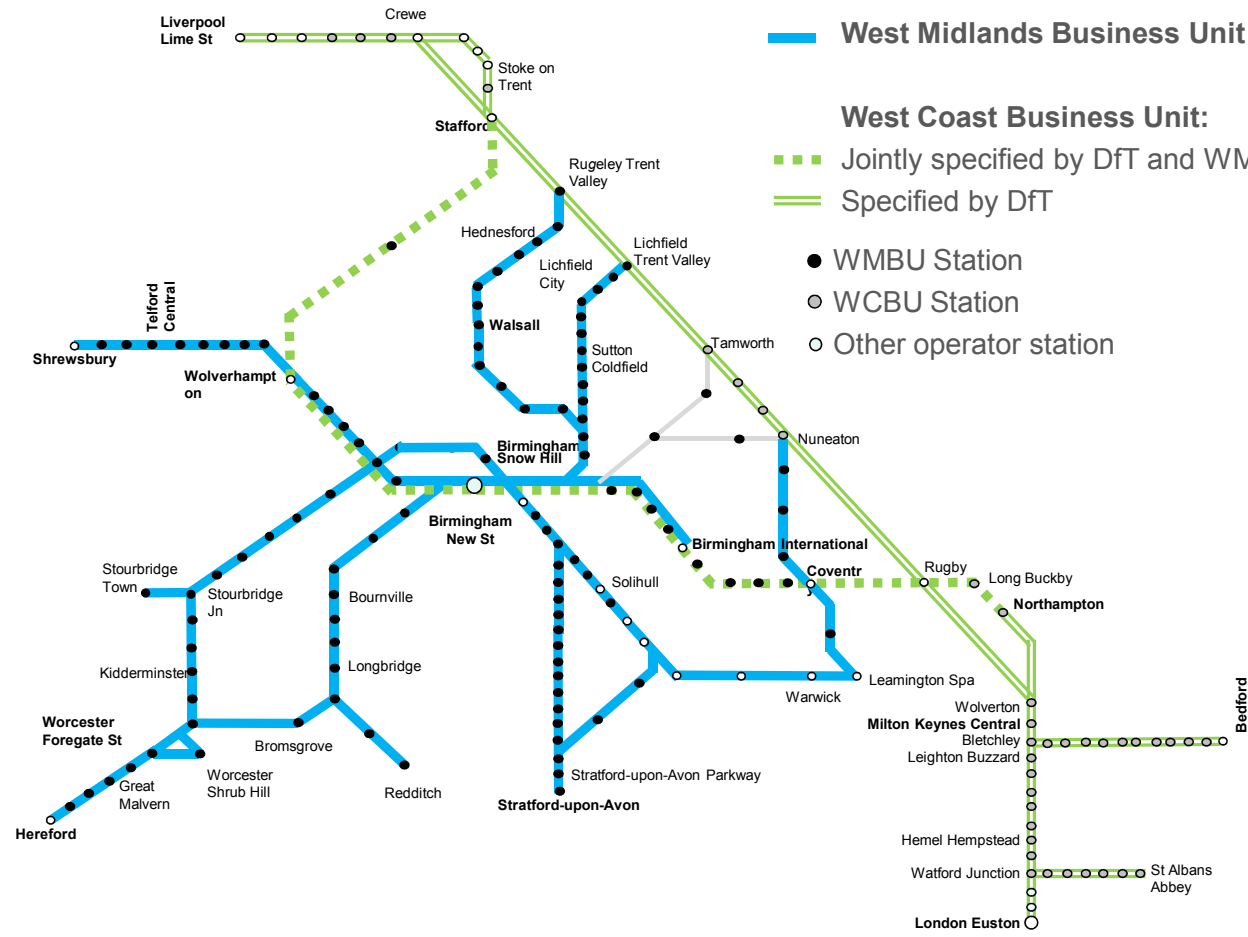 Crewe
Liverpool
Lime St
West Midlands Business Unit
Stoke on
Trent
West Coast Business Unit:
Stafford
Jointly specified by DfT and WM
Rugeley Trent
Valley
Specified by DfT
Hednesford
Lichfield
City
Lichfield
Trent Valley
WMBU Station
WCBU Station
Other operator station
Telford
Central
Walsall
Shrewsbury
Sutton
Coldfield
Tamworth
Wolverhampt
on
Nuneaton
Birmingham
Snow Hill
Birmingham
New St
Birmingham International
Coventr
y
Rugby
Long Buckby
Northampton
Stourbridge
Town
Stourbridge
Jn
Bournville
Solihull
Kidderminster
Longbridge
Warwick
Leamington Spa
Worcester
Foregate St
Bromsgrove
Wolverton
Milton Keynes Central
Bletchley
Bedford
Leighton Buzzard
Great
Malvern
Worcester
Shrub Hill
Redditch
Stratford-upon-Avon Parkway
Stratford-upon-Avon
Hereford
Hemel Hempstead
Watford Junction
St Albans
Abbey
London Euston